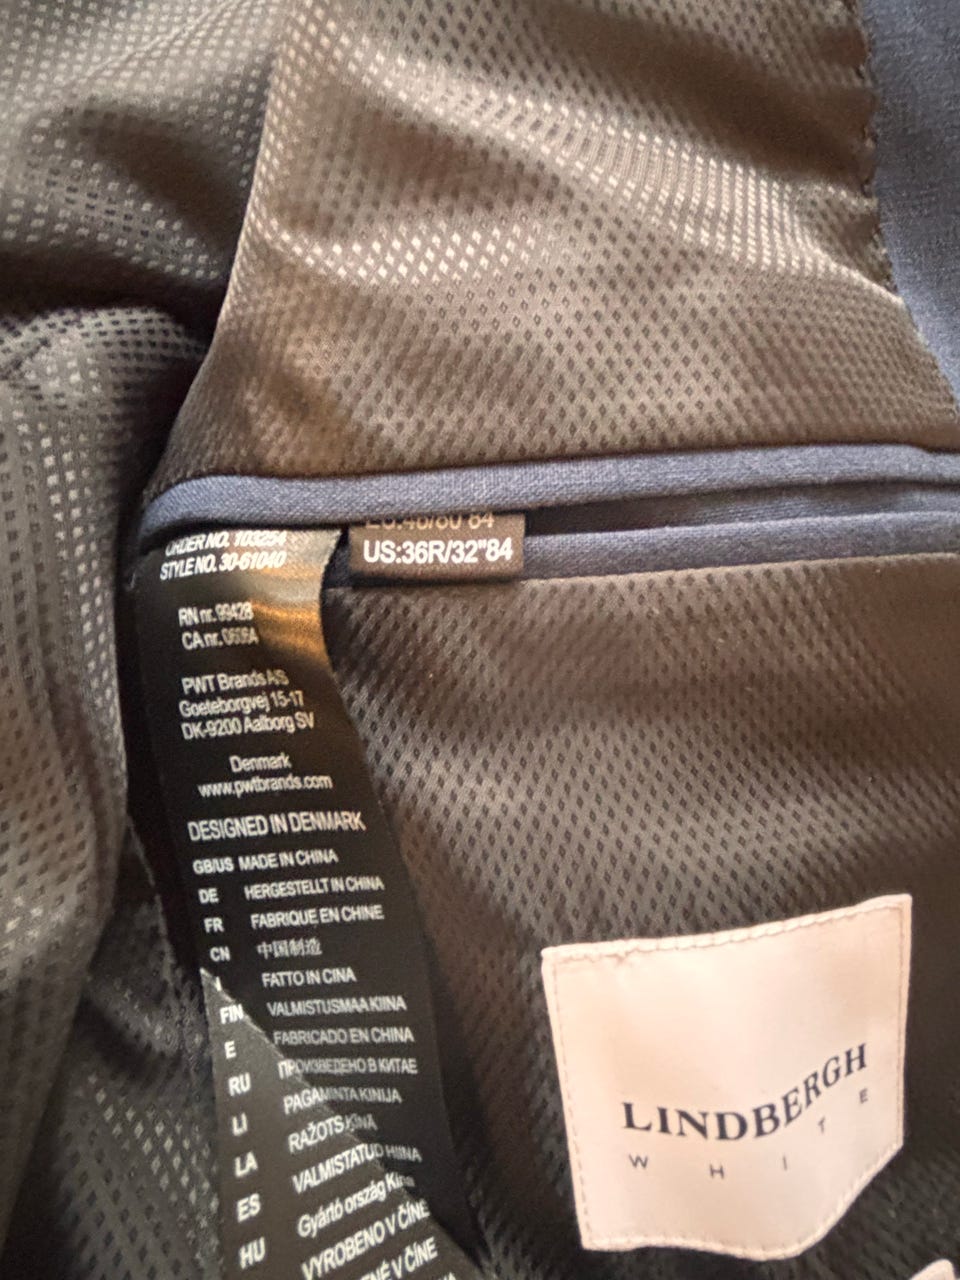 ORDER NO. 103254
STYLE NO. 30-61040
US:36R/32"84
RN nr. 99428
CA nr.
PWT Brands A/S
Goeteborgvej 15-17
DK-9200 Aalborg SV
Denmark
www.pwtbrands.com
DESIGNED IN DENMARK
GB/US MADE IN CHINA
DE HERGESTELLT IN CHINA
FR FABRIQUE EN CHINE
CN 中国制造
I FATTO IN CINA
FIN VALMISTUSMAA KIINA
E FABRICADO EN CHINA
RU ПРОИЗВЕДЕНО В КИТАЕ
LI PAGAMINTA KINIJA
LA RAŽOTS ĶĪNA
ES VALMISTATUD HIINA
HU Gyártó ország Kína
VYROBENO V ČÍNĚ
V ČÍNE
LINDBERGH
WHITE